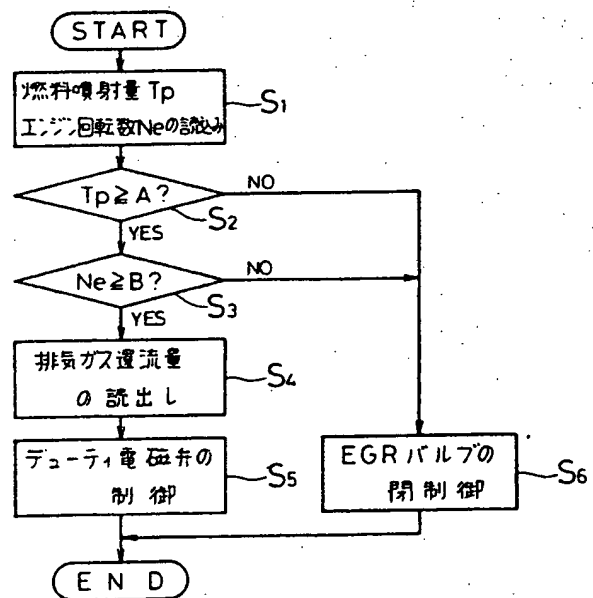 START
燃料噴射量 Tp
エンジン回転数Neの読込み
S1
Tp≧A?
NO
S2
YES
Ne≧B?
NO
S3
YES
排気ガス還流量
の読出し
S4
デューティ電磁弁の
制御
S5
EGRバルブの
閉制御
S6
END